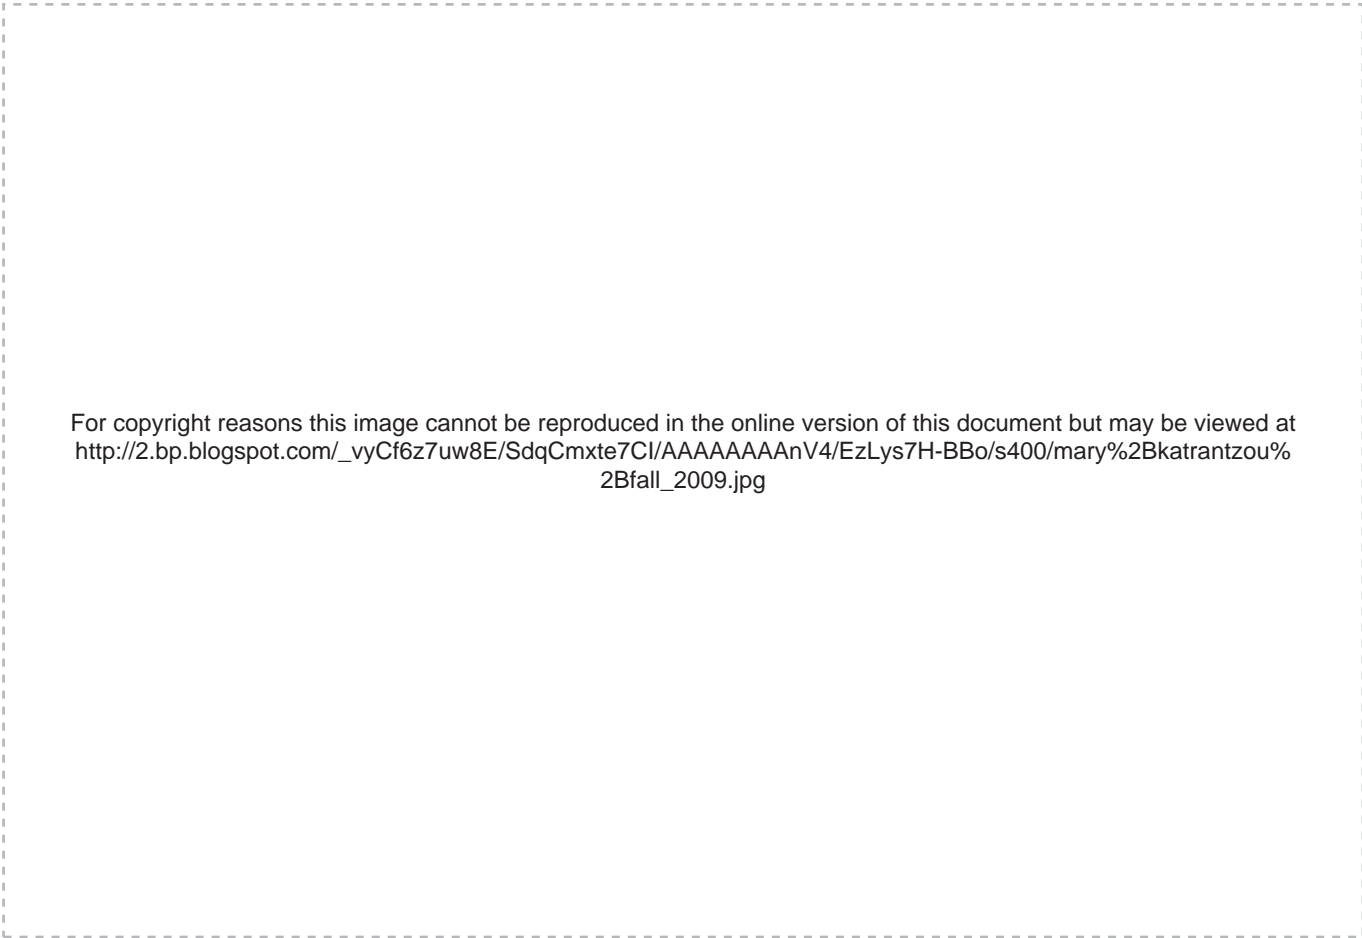 For copyright reasons this image cannot be reproduced in the online version of this document but may be viewed at
http://2.bp.blogspot.com/_vyCf6z7uw8E/SdqCmxte7CI/AAAAAAAAnV4/EzLys7H-BBo/s400/mary%2Bkatrantzou%
2Bfall_2009.jpg